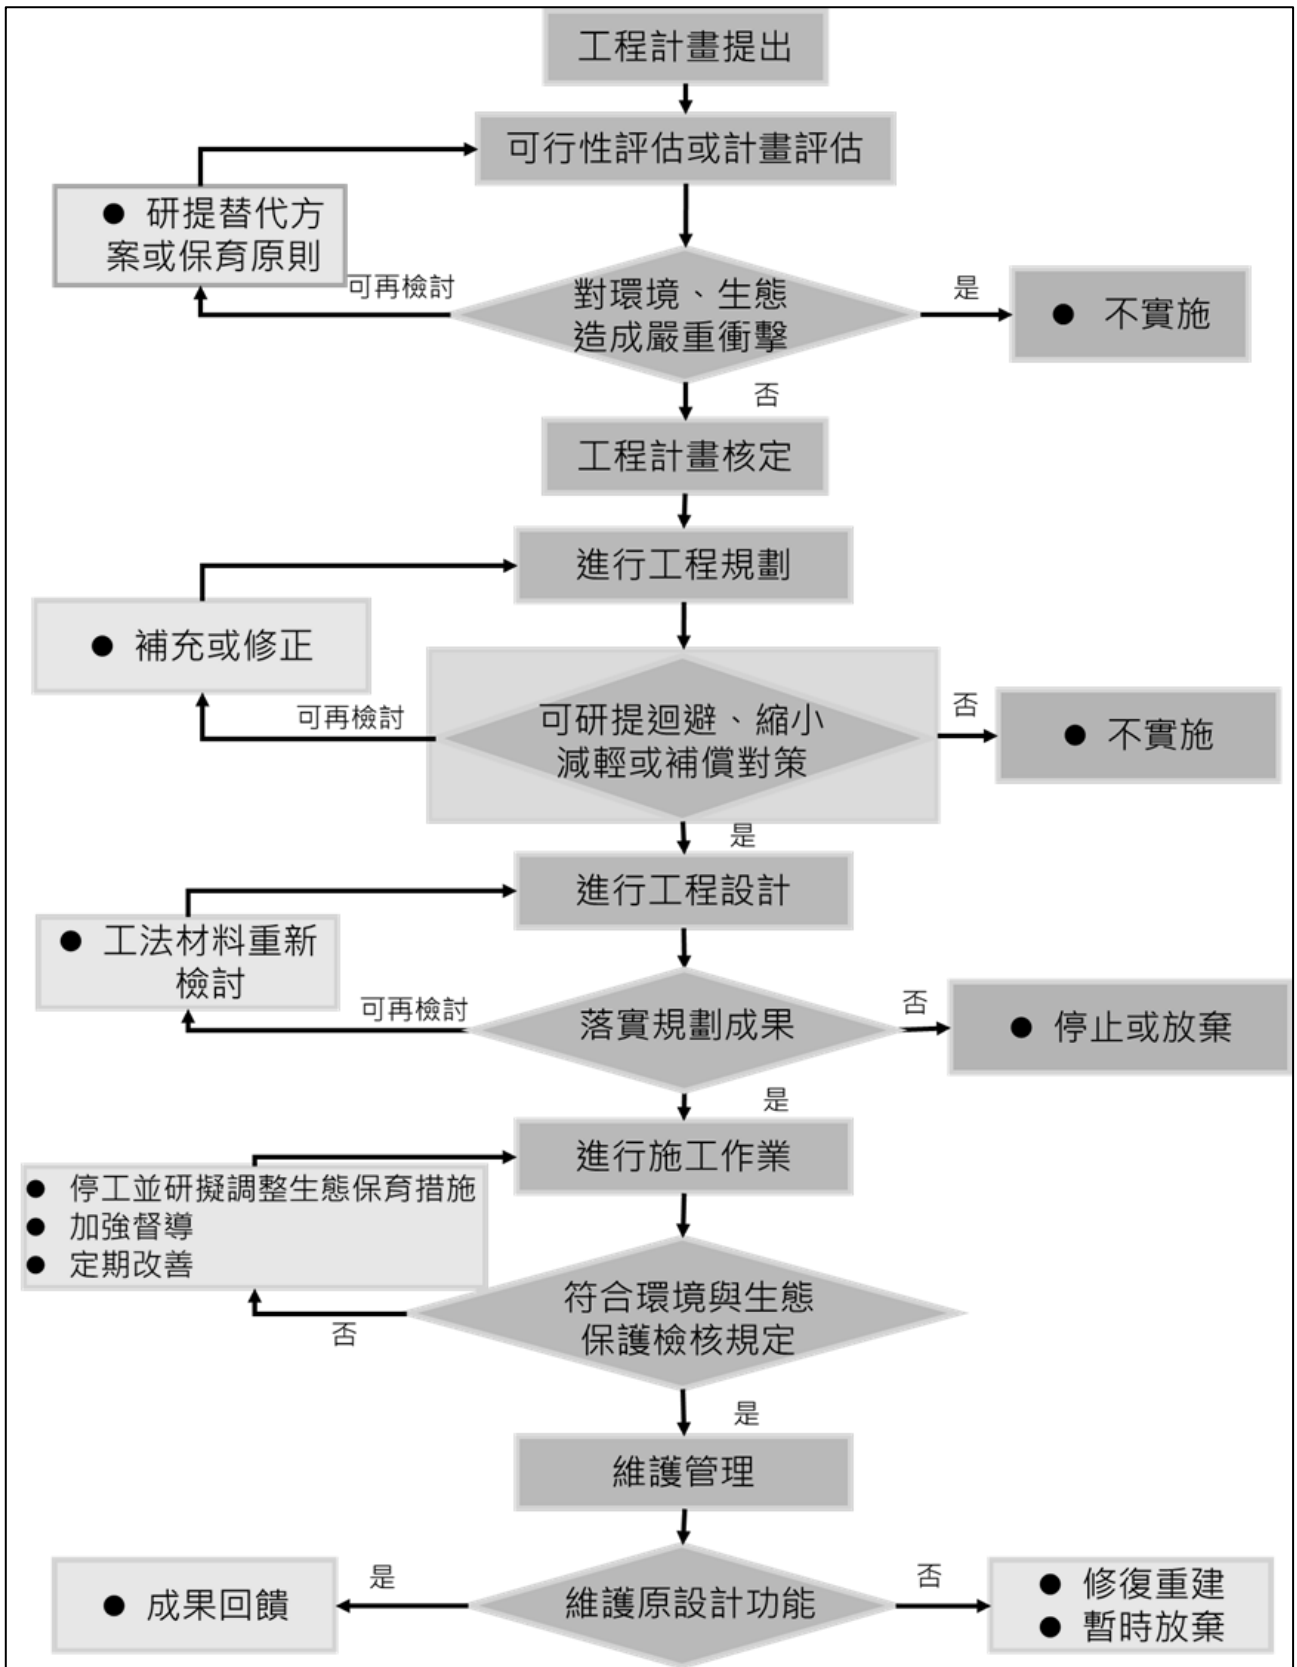 工程計畫提出
可行性評估或計畫評估
● 研提替代方
案或保育原則
可再檢討
對環境、生態
造成嚴重衝擊
是
● 不實施
否
工程計畫核定
進行工程規劃
● 補充或修正
可再檢討
可研提迴避、縮小
減輕或補償對策
否
● 不實施
是
進行工程設計
● 工法材料重新
檢討
可再檢討
落實規劃成果
否
● 停止或放棄
是
進行施工作業
● 停工並研擬調整生態保育措施
● 加強督導
● 定期改善
否
符合環境與生態
保護檢核規定
是
維護管理
● 成果回饋
是
維護原設計功能
否
● 修復重建
● 暫時放棄